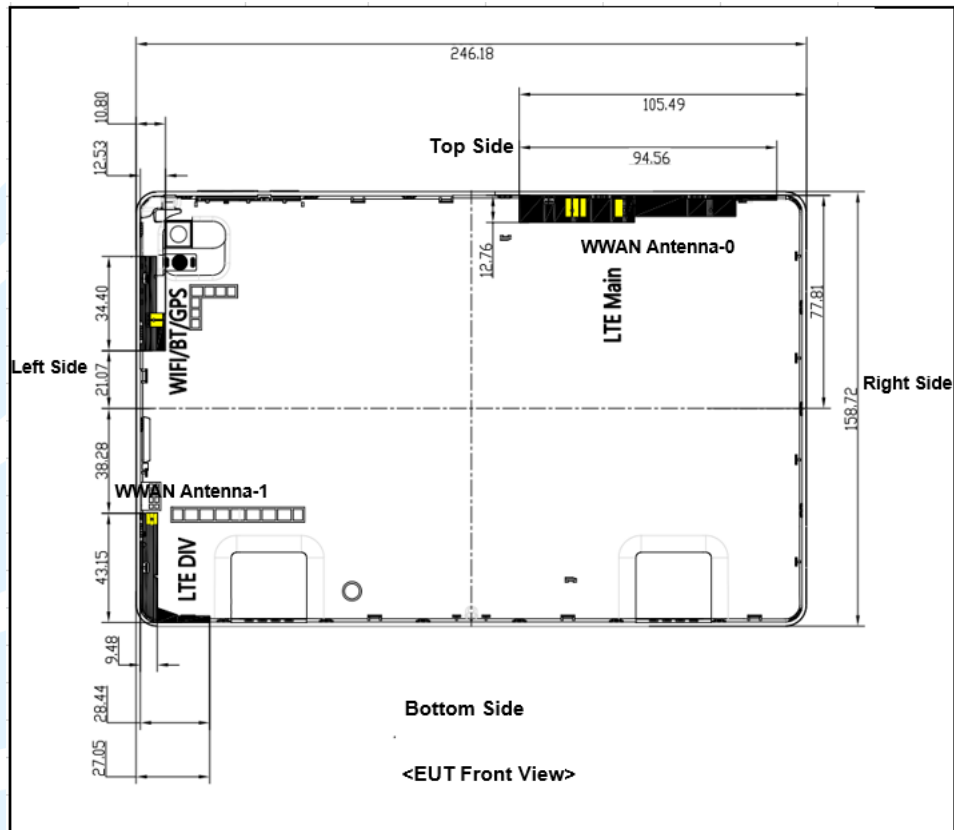 246.18
105.49
10.80
Top Side
94.56
12.53
WWAN Antenna-0
12.76
LTE Main
77.81
34.40
WIFI/BT/GPS
Left Side
21.07
Right Side
158.72
38.28
WWAN Antenna-1
43.15
LTE DIV
9.48
28.44
Bottom Side
27.05
<EUT Front View>